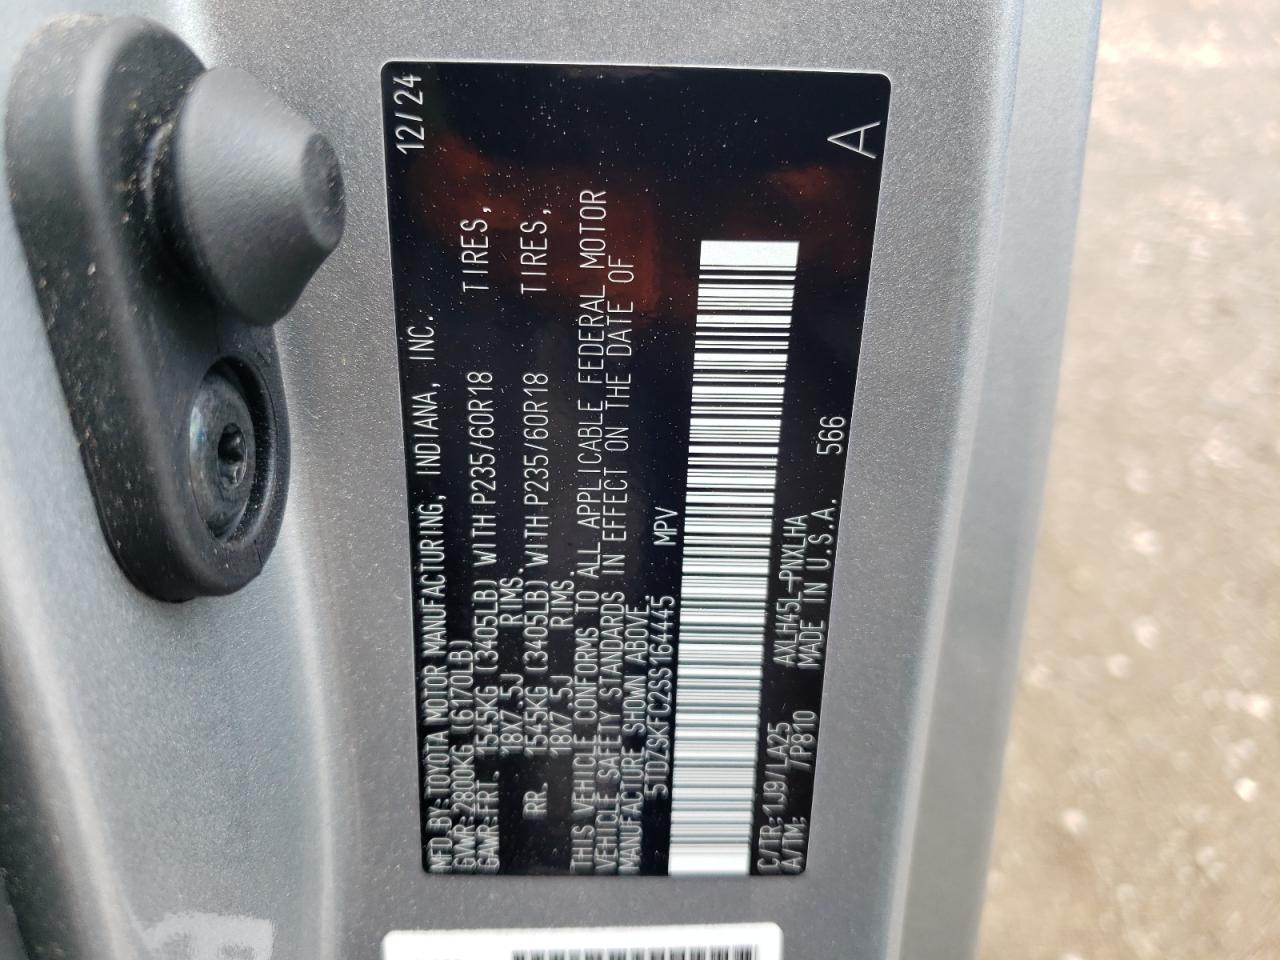 MFD.BY:TOYOTA MOTOR MANUFACTURING, INDIANA, INC. 12/24
GVWR:2800KG (6170LB)
GAWR:FRT. 1545KG (3405LB) WITH P235/60R18 TIRES,
18X7.5J RIMS.
RR. 1545KG (3405LB) WITH P235/60R18 TIRES,
18X7.5J RIMS.
THIS VEHICLE CONFORMS TO ALL APPLICABLE FEDERAL MOTOR
VEHICLE SAFETY STANDARDS IN EFFECT ON THE DATE OF
MANUFACTURE SHOWN ABOVE.
5TDZSKFC2SS164445 MPV
C/TR:1J9/LA25 AXLH45L-PNXLHA
A/TM: /P810 MADE IN U.S.A. 566
A